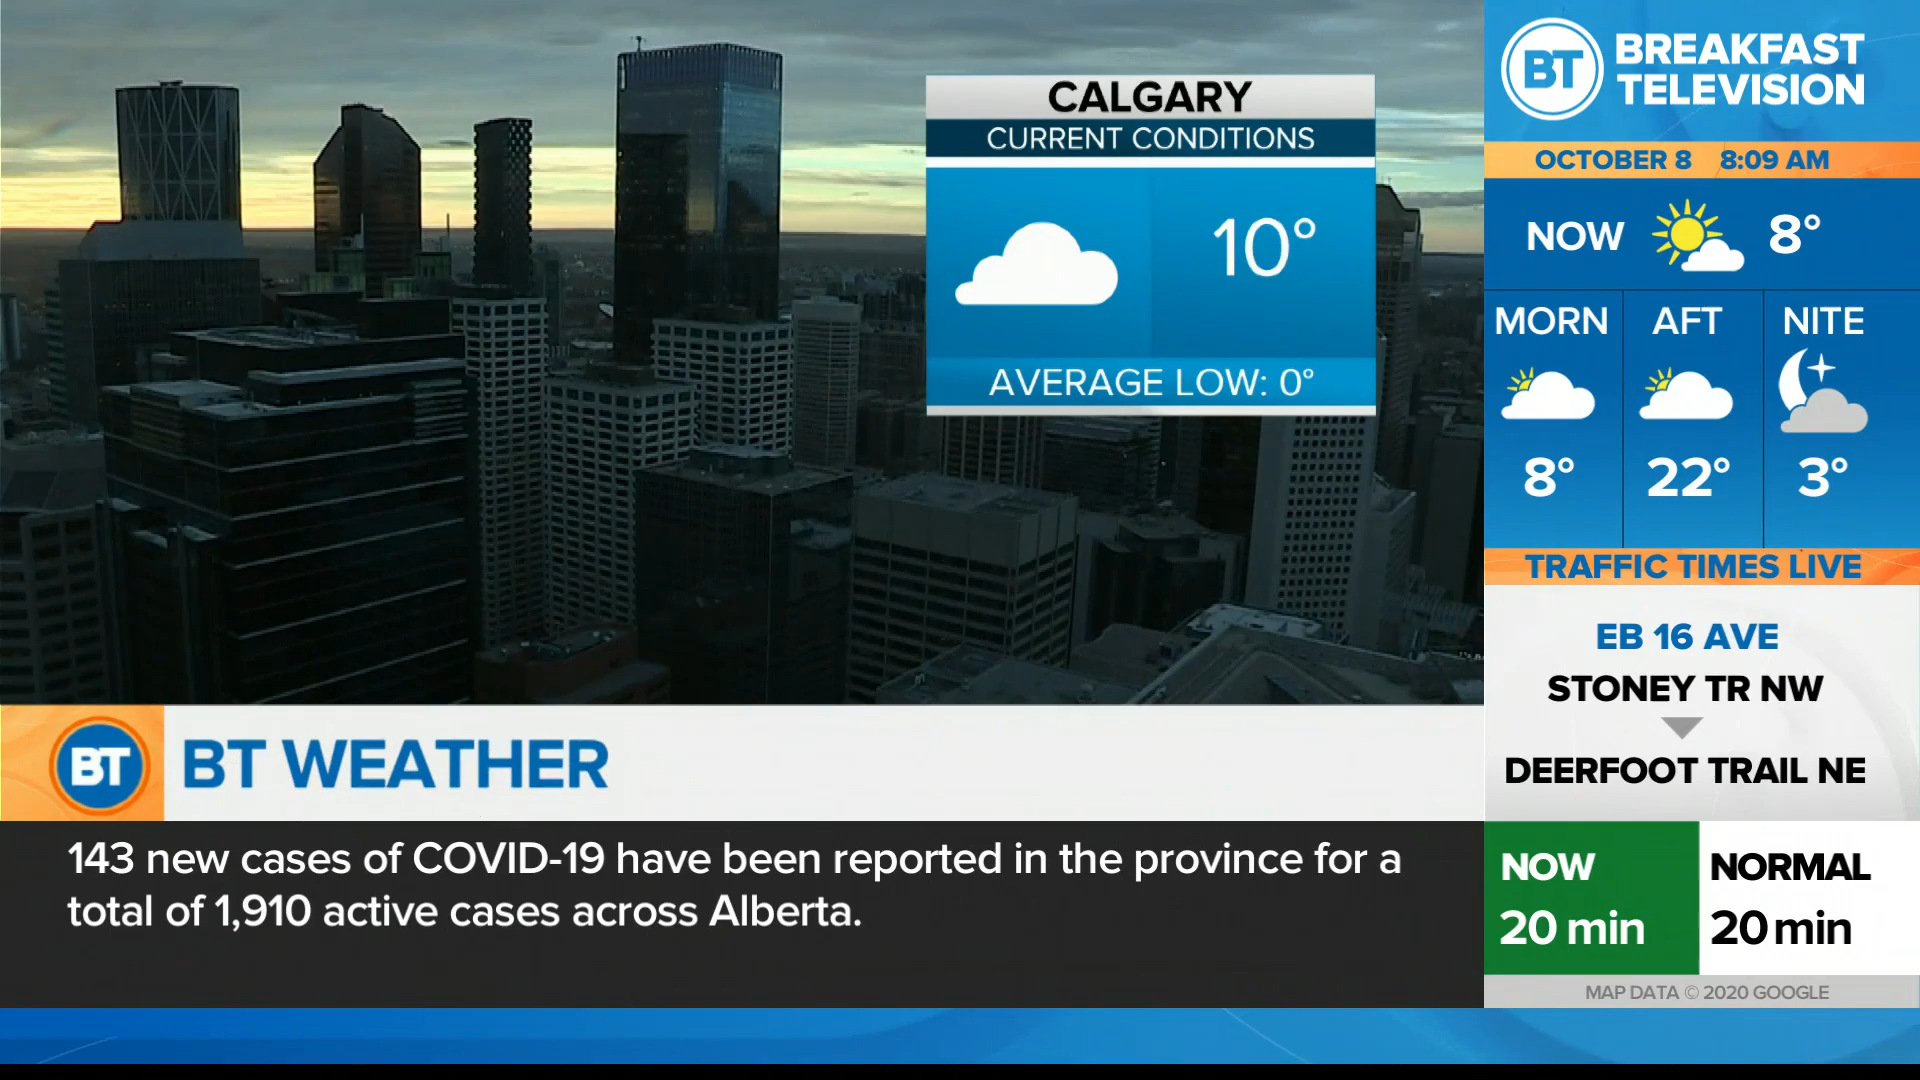 CALGARY
CURRENT CONDITIONS
10°
AVERAGE LOW: 0°
BT
BREAKFAST
TELEVISION
OCTOBER 8 8:09 AM
NOW 8°
MORN AFT NITE
8° 22° 3°
TRAFFIC TIMES LIVE
EB 16 AVE
STONEY TR NW
DEERFOOT TRAIL NE
NOW NORMAL
20 min 20 min
MAP DATA © 2020 GOOGLE
BT BT WEATHER
143 new cases of COVID-19 have been reported in the province for a
total of 1,910 active cases across Alberta.